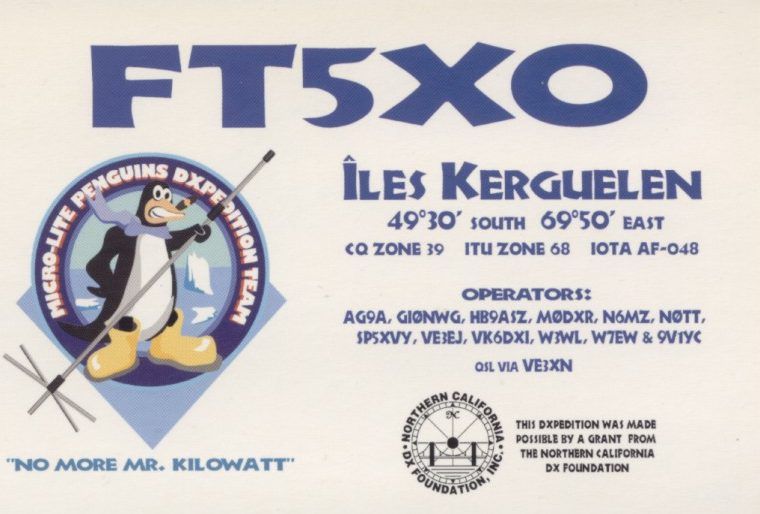 FT5XO
MICRO-LITE PENGUINS DXPEDITION TEAM
ÎLES KERGUELEN
49°30' SOUTH 69°50' EAST
CQ ZONE 39 ITU ZONE 68 IOTA AF-048
OPERATORS:
AG9A, GIØNWG, HB9ASZ, MØDXR, N6MZ, NØTT,
SP5XVY, VE3EJ, VK6DXI, W3WL, W7EW & 9V1YC
QSL VIA VE3XN
"NO MORE MR. KILOWATT"
NORTHERN CALIFORNIA
DX FOUNDATION, INC.
N
THIS DXPEDITION WAS MADE
POSSIBLE BY A GRANT FROM
THE NORTHERN CALIFORNIA
DX FOUNDATION